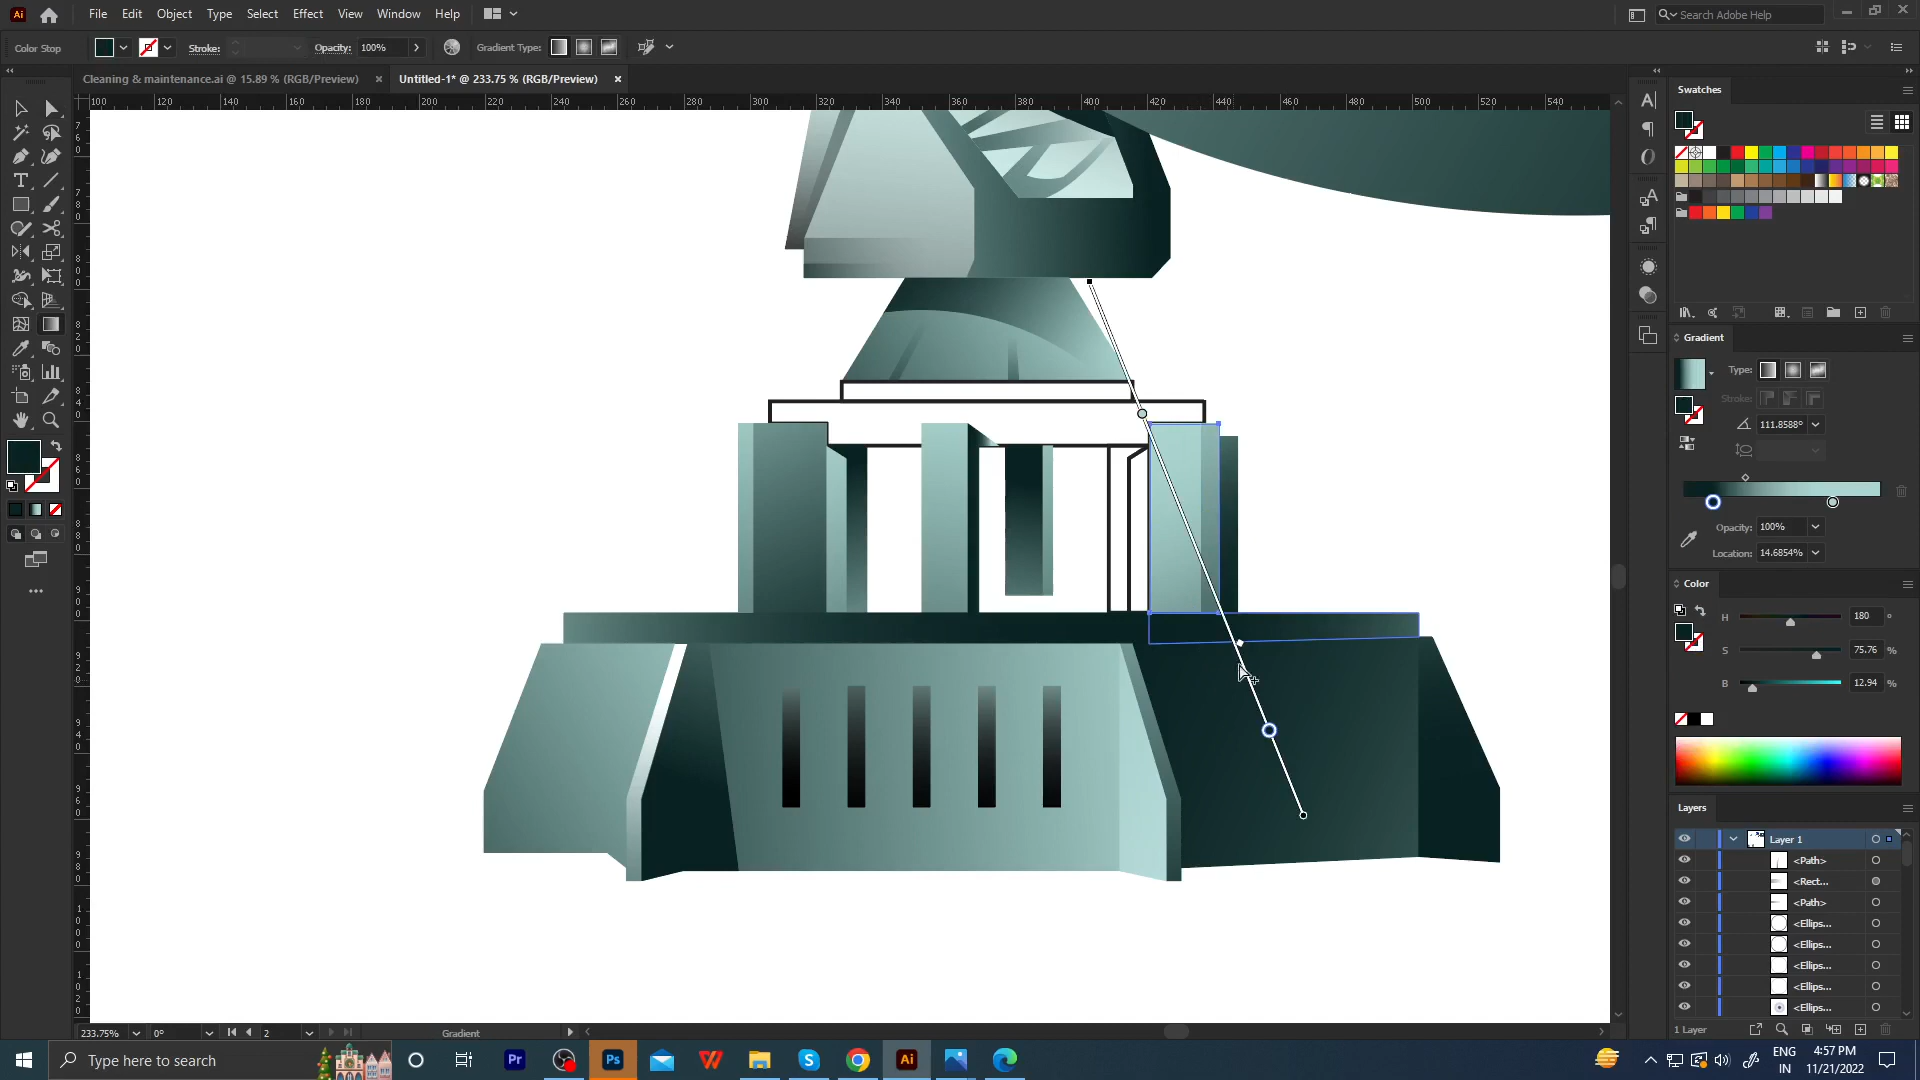 Ai File Edit Object Type Select Effect View Window Help Search Adobe Help
Color Stop Stroke: Opacity: 100% Gradient Type:
Cleaning & maintenance.ai @ 15.89 % (RGB/Preview) × Untitled-1* @ 233.75 % (RGB/Preview) ×
100 120 140 160 180 200 220 240 260 280 300 320 340 360 380 400 420 440 460 480 500 520 540
Swatches
Gradient
Type:
Stroke:
111.8588°
Opacity: 100%
Location: 14.6854%
Color
H 180 °
S 75.76 %
B 12.94 %
Layers
Layer 1
<Path>
<Rect...
<Path>
<Ellips...
<Ellips...
<Ellips...
<Ellips...
<Ellips...
1 Layer
233.75% 0° 2 Gradient
Type here to search Pr Ps Ai ENG IN 4:57 PM 11/21/2022